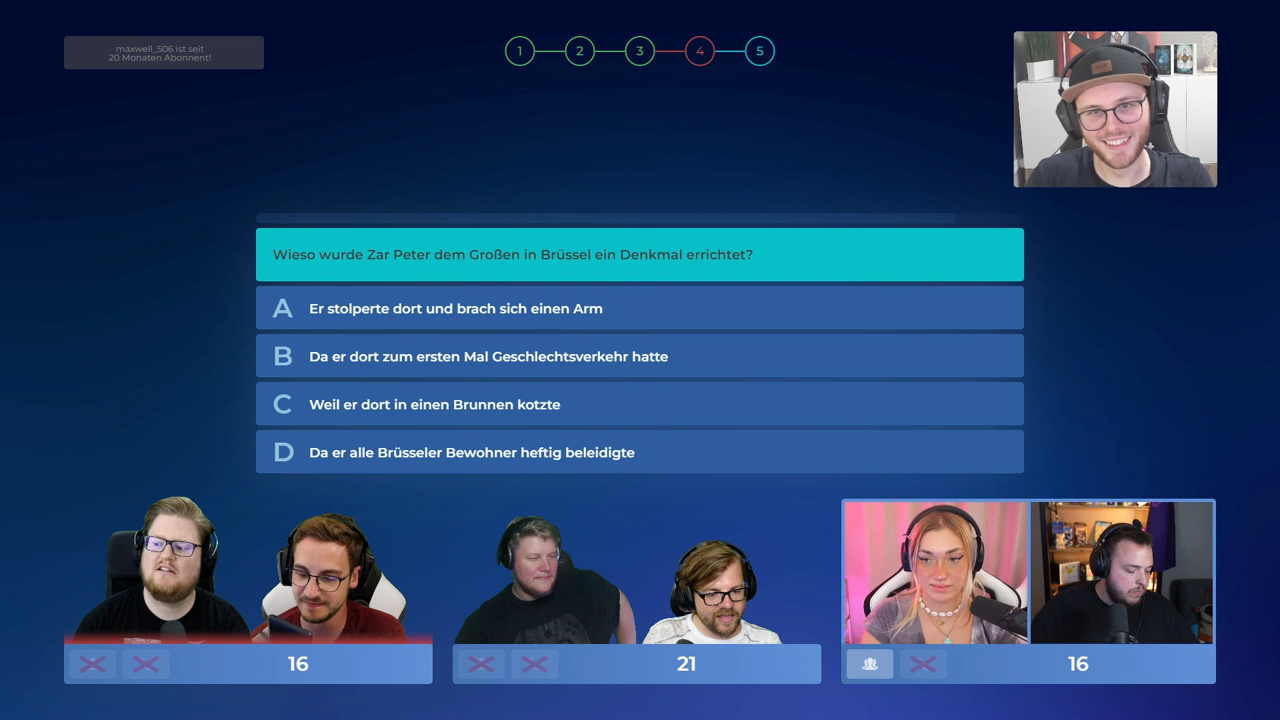 maxwell_506 ist seit
20 Monaten Abonnent!
1
2
3
4
5
Wieso wurde Zar Peter dem Großen in Brüssel ein Denkmal errichtet?
A Er stolperte dort und brach sich einen Arm
B Da er dort zum ersten Mal Geschlechtsverkehr hatte
C Weil er dort in einen Brunnen kotzte
D Da er alle Brüsseler Bewohner heftig beleidigte
16
21
16